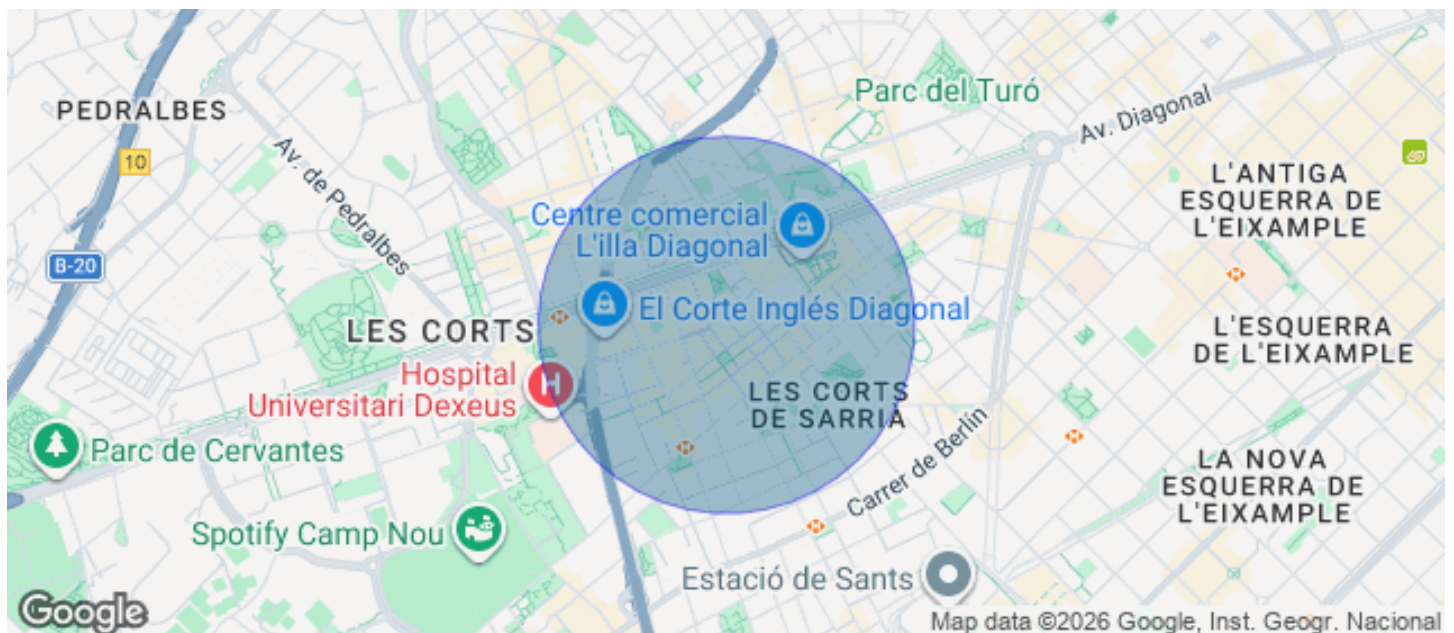 Parc del Turó
Av. Diagonal
PEDRALBES
10
Av. de Pedralbes
L'ANTIGA
ESQUERRA DE
L'EIXAMPLE
Centre comercial
L'illa Diagonal
B-20
El Corte Inglés Diagonal
LES CORTS
L'ESQUERRA
DE L'EIXAMPLE
Hospital
Universitari Dexeus
H
LES CORTS
DE SARRIÀ
Parc de Cervantes
Carrer de Berlín
LA NOVA
ESQUERRA DE
L'EIXAMPLE
Spotify Camp Nou
Estació de Sants
Google
Map data ©2026 Google, Inst. Geogr. Nacional